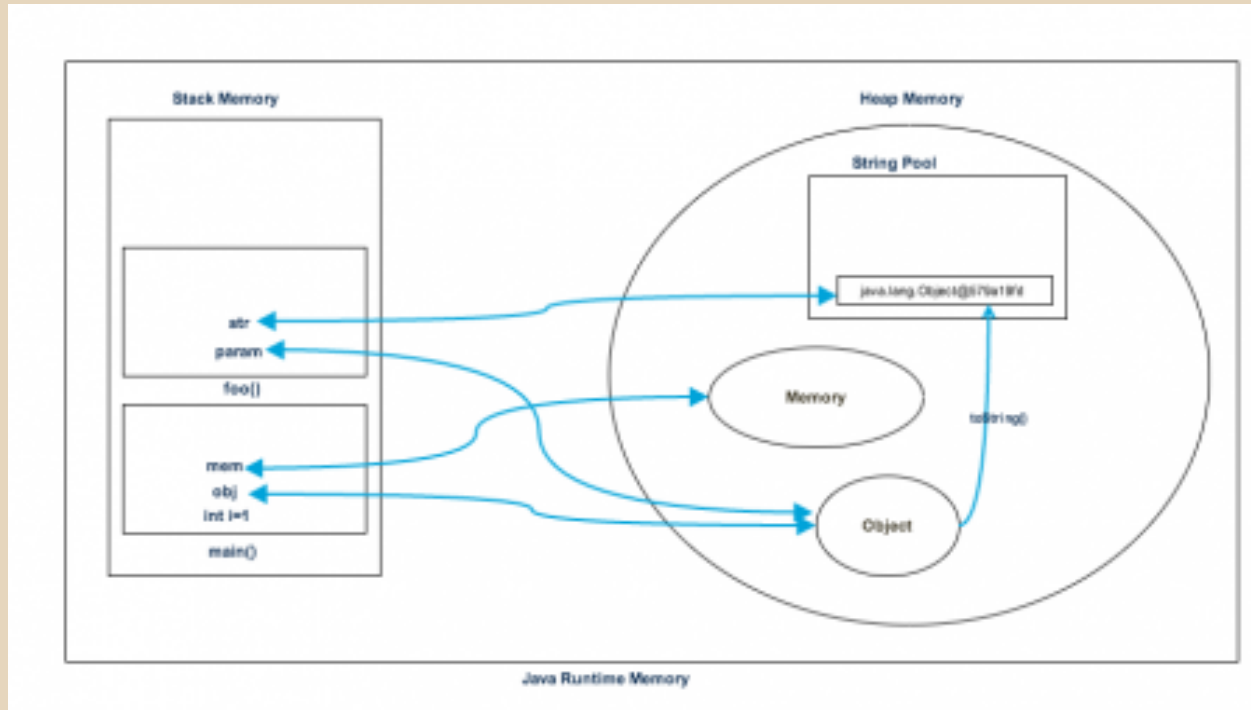 Stack Memory
Heap Memory
String Pool
java.lang.Object@579a19fd
str
param
foo()
Memory
toString()
mem
obj
int i=1
main()
Object
Java Runtime Memory